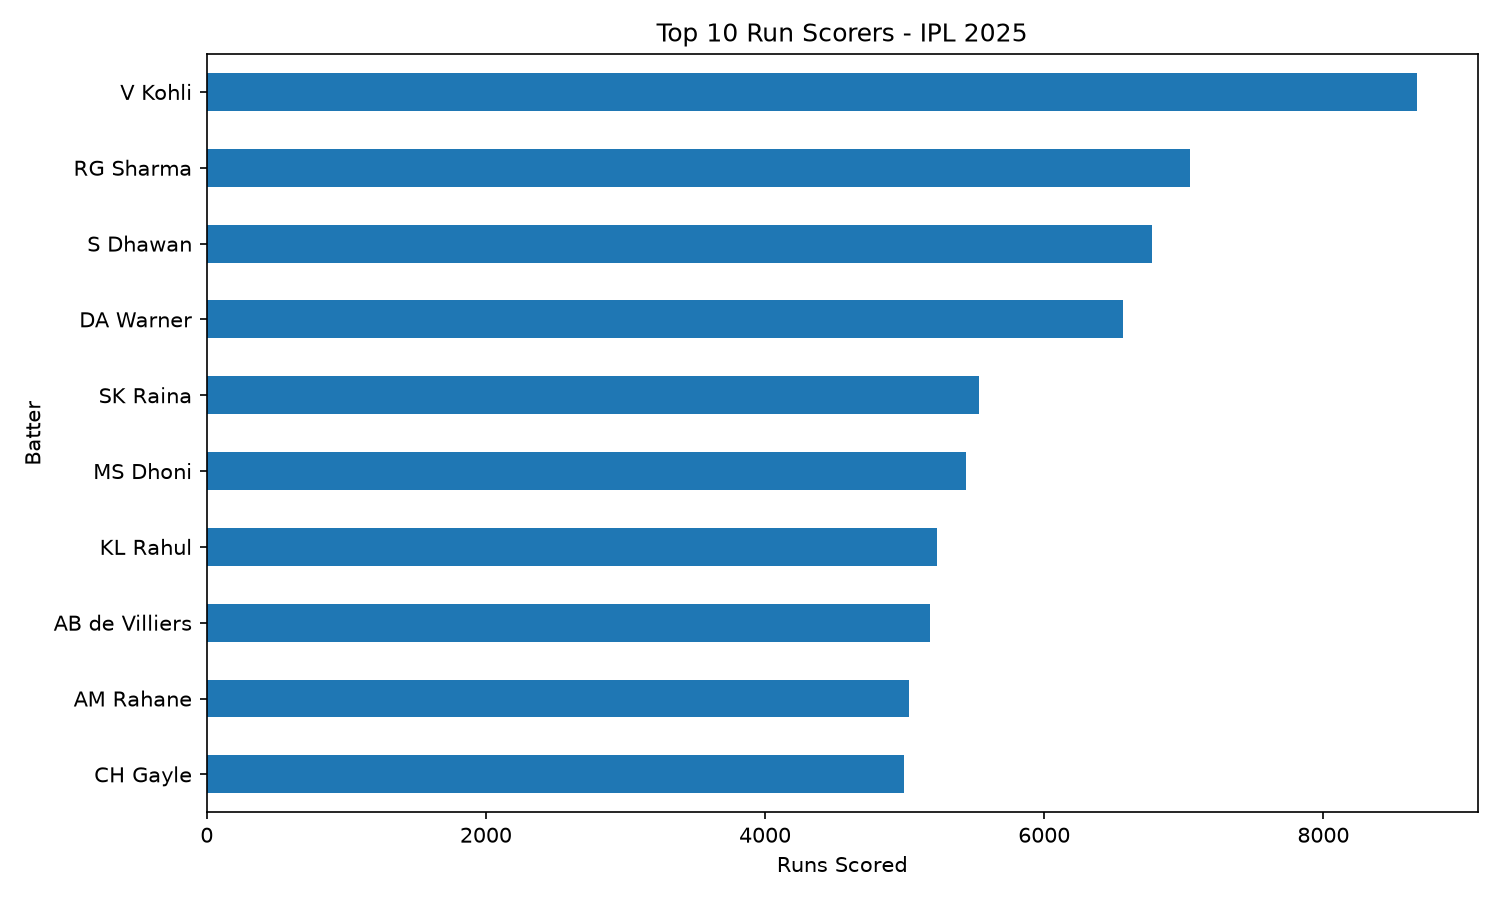 Top 10 Run Scorers - IPL 2025
V Kohli
RG Sharma
S Dhawan
DA Warner
SK Raina
MS Dhoni
KL Rahul
AB de Villiers
AM Rahane
CH Gayle
Batter
0 2000 4000 6000 8000
Runs Scored